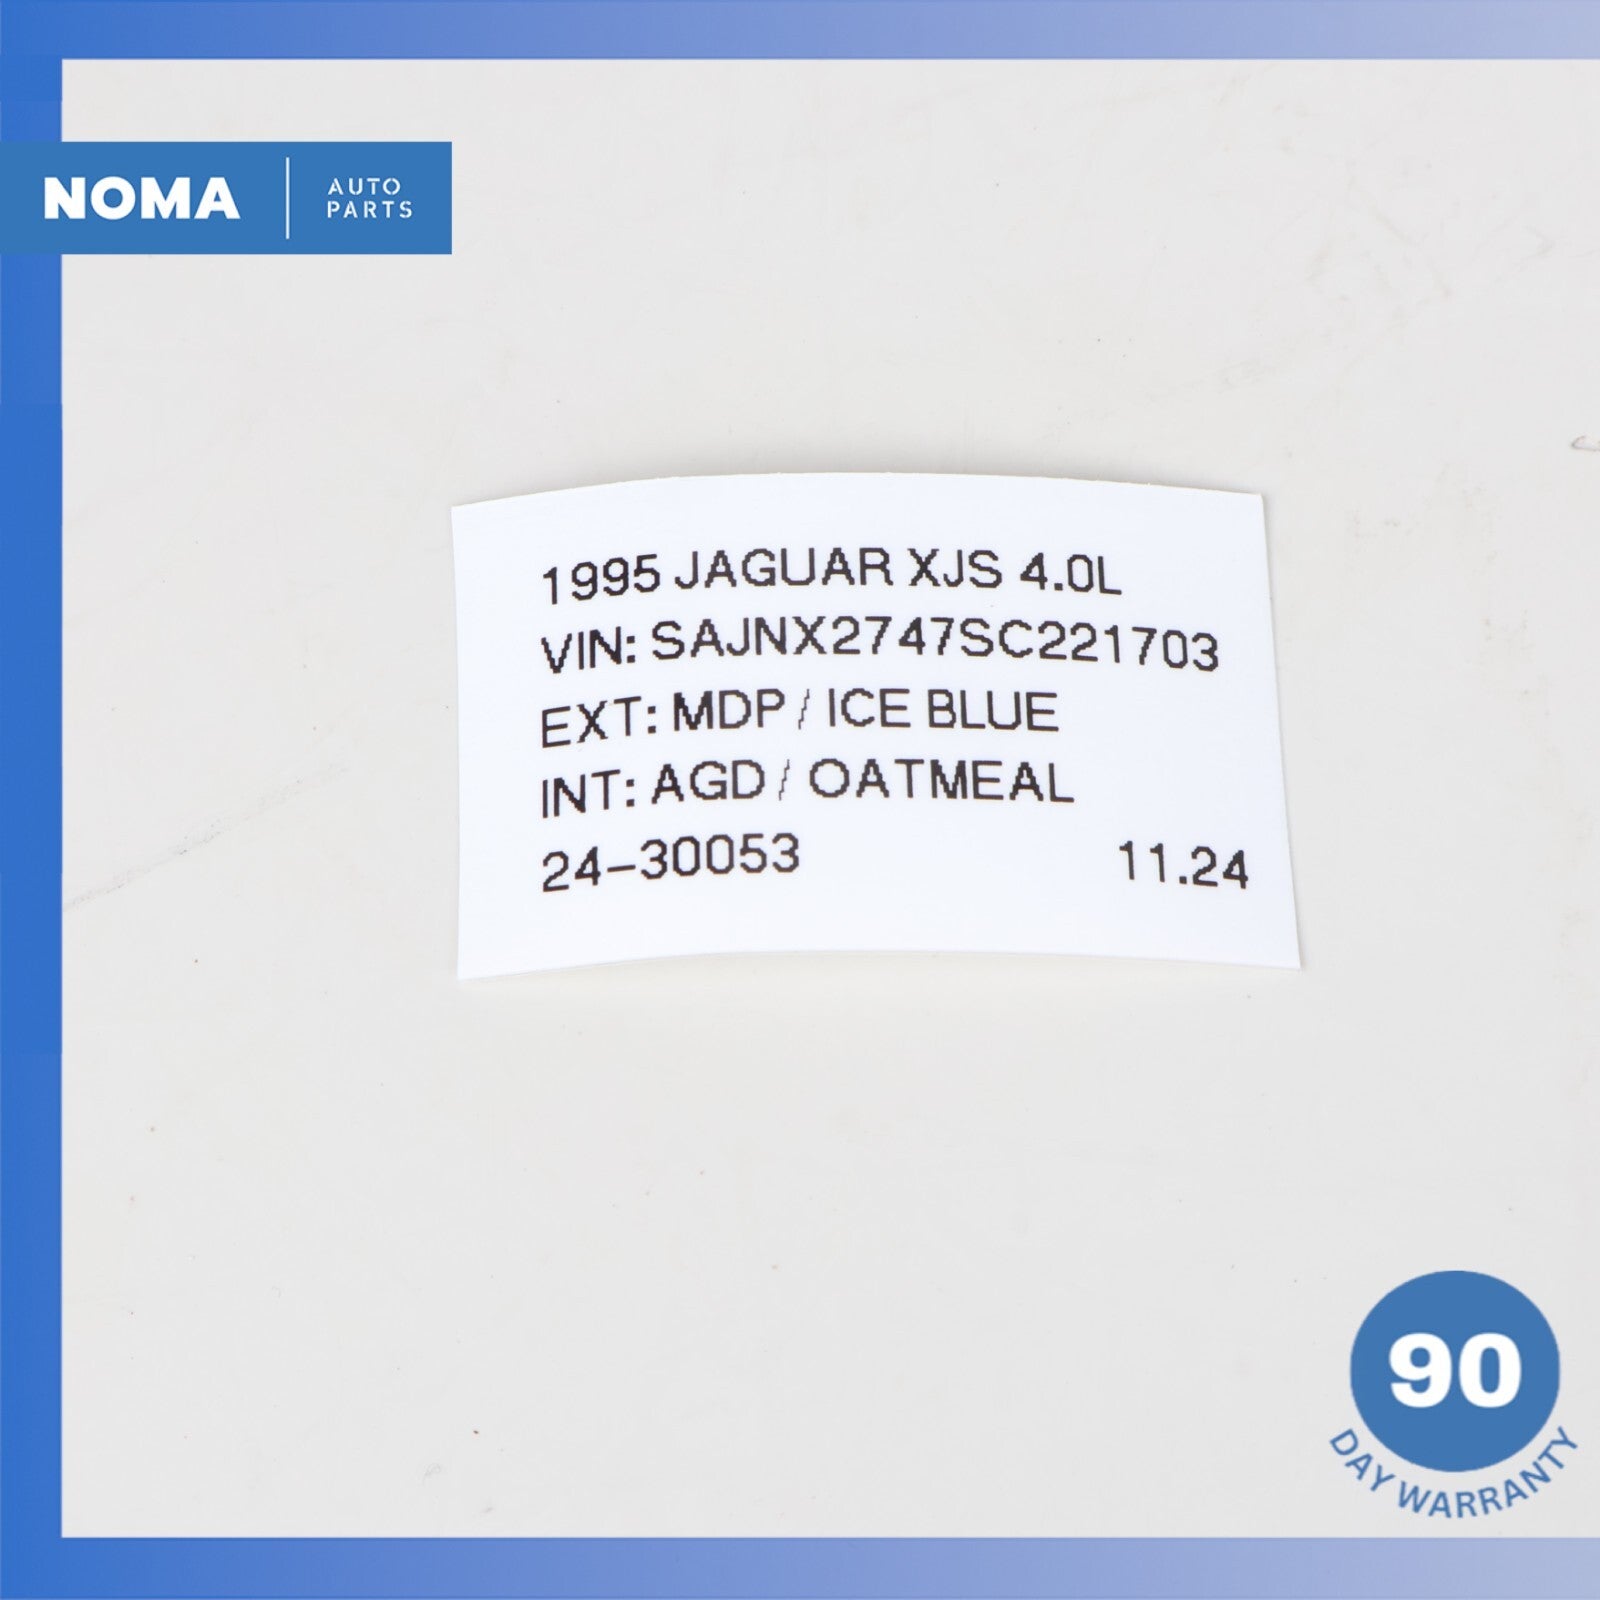 NOMA
AUTO
PARTS
1995 JAGUAR XJS 4.0L
VIN: SAJNX2747SC221703
EXT: MDP / ICE BLUE
INT: AGD / OATMEAL
24-30053 11.24
90
DAY WARRANTY